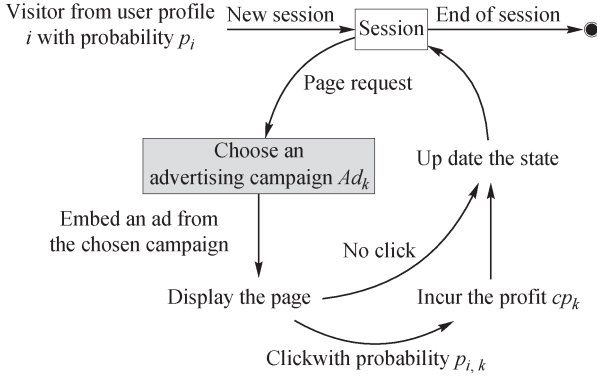 Visitor from user profile
i with probability p_i
New session
Session
End of session
Page request
Choose an
advertising campaign Ad_k
Up date the state
Embed an ad from
the chosen campaign
No click
Display the page
Incur the profit cp_k
Clickwith probability p_{i, k}